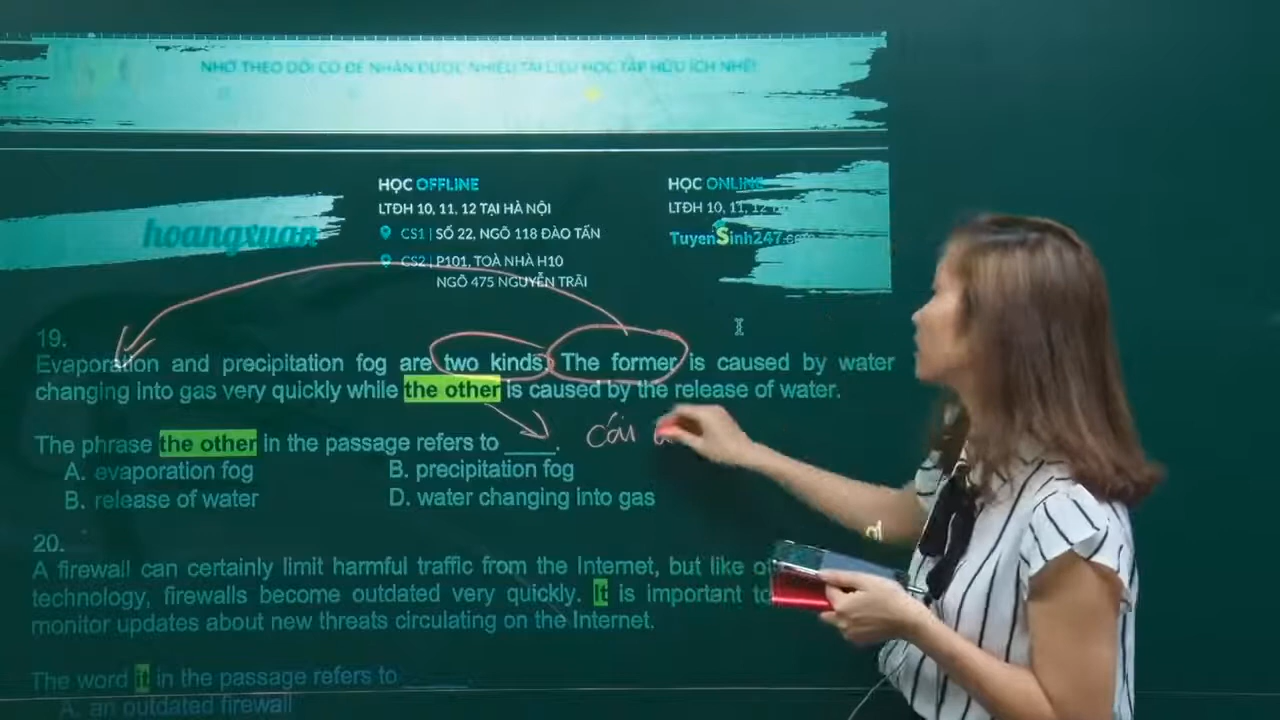 NHỚ THEO DÕI CÔ ĐỂ NHẬN ĐƯỢC NHIỀU TÀI LIỆU HỌC TẬP HỮU ÍCH NHÉ!
hoangxuan
HỌC OFFLINE
LTĐH 10, 11, 12 TẠI HÀ NỘI
CS1 | SỐ 22, NGÕ 118 ĐÀO TẤN
CS2 | P101, TOÀ NHÀ H10
NGÕ 475 NGUYỄN TRÃI
HỌC ONLINE
LTĐH 10, 11, 12
TuyenSinh247.com
19.
Evaporation and precipitation fog are two kinds. The former is caused by water
changing into gas very quickly while the other is caused by the release of water.
The phrase the other in the passage refers to ____.
cái
A. evaporation fog
B. precipitation fog
B. release of water
D. water changing into gas
20.
A firewall can certainly limit harmful traffic from the Internet, but like
technology, firewalls become outdated very quickly. It is important to
monitor updates about new threats circulating on the Internet.
The word it in the passage refers to ______
A. an outdated firewall